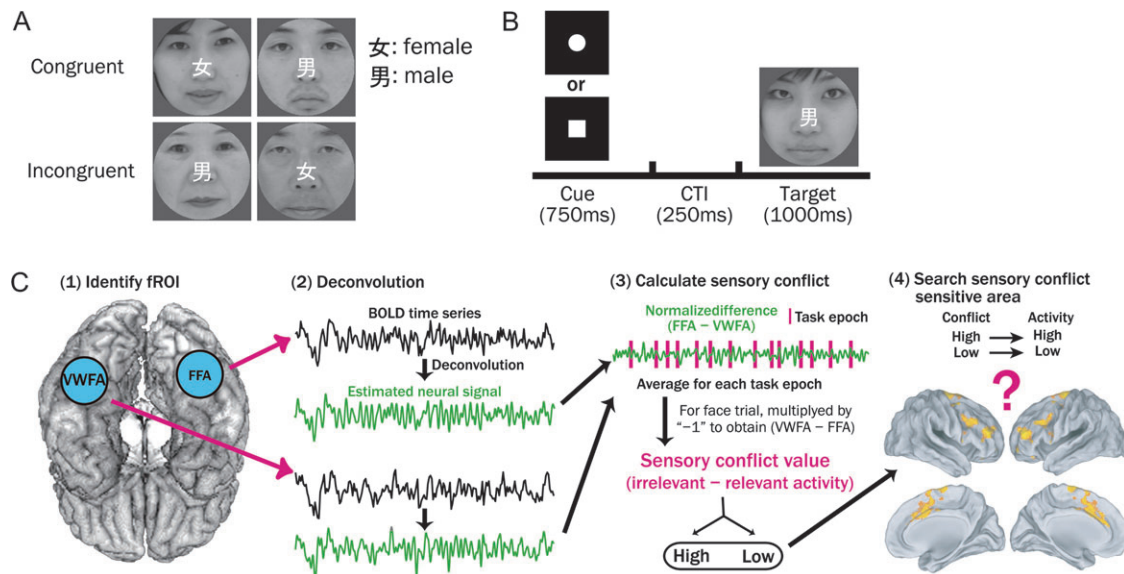 A
Congruent
女
男
女: female
男: male
Incongruent
男
女
B
or
男
Cue
(750ms)
CTI
(250ms)
Target
(1000ms)
C
(1) Identify fROI
VWFA
FFA
(2) Deconvolution
BOLD time series
Deconvolution
Estimated neural signal
(3) Calculate sensory conflict
Normalizedifference
(FFA – VWFA)
Task epoch
Average for each task epoch
For face trial, multiplyed by
“–1” to obtain (VWFA – FFA)
Sensory conflict value
(irrelevant – relevant activity)
High Low
(4) Search sensory conflict
sensitive area
Conflict Activity
High High
Low Low
?